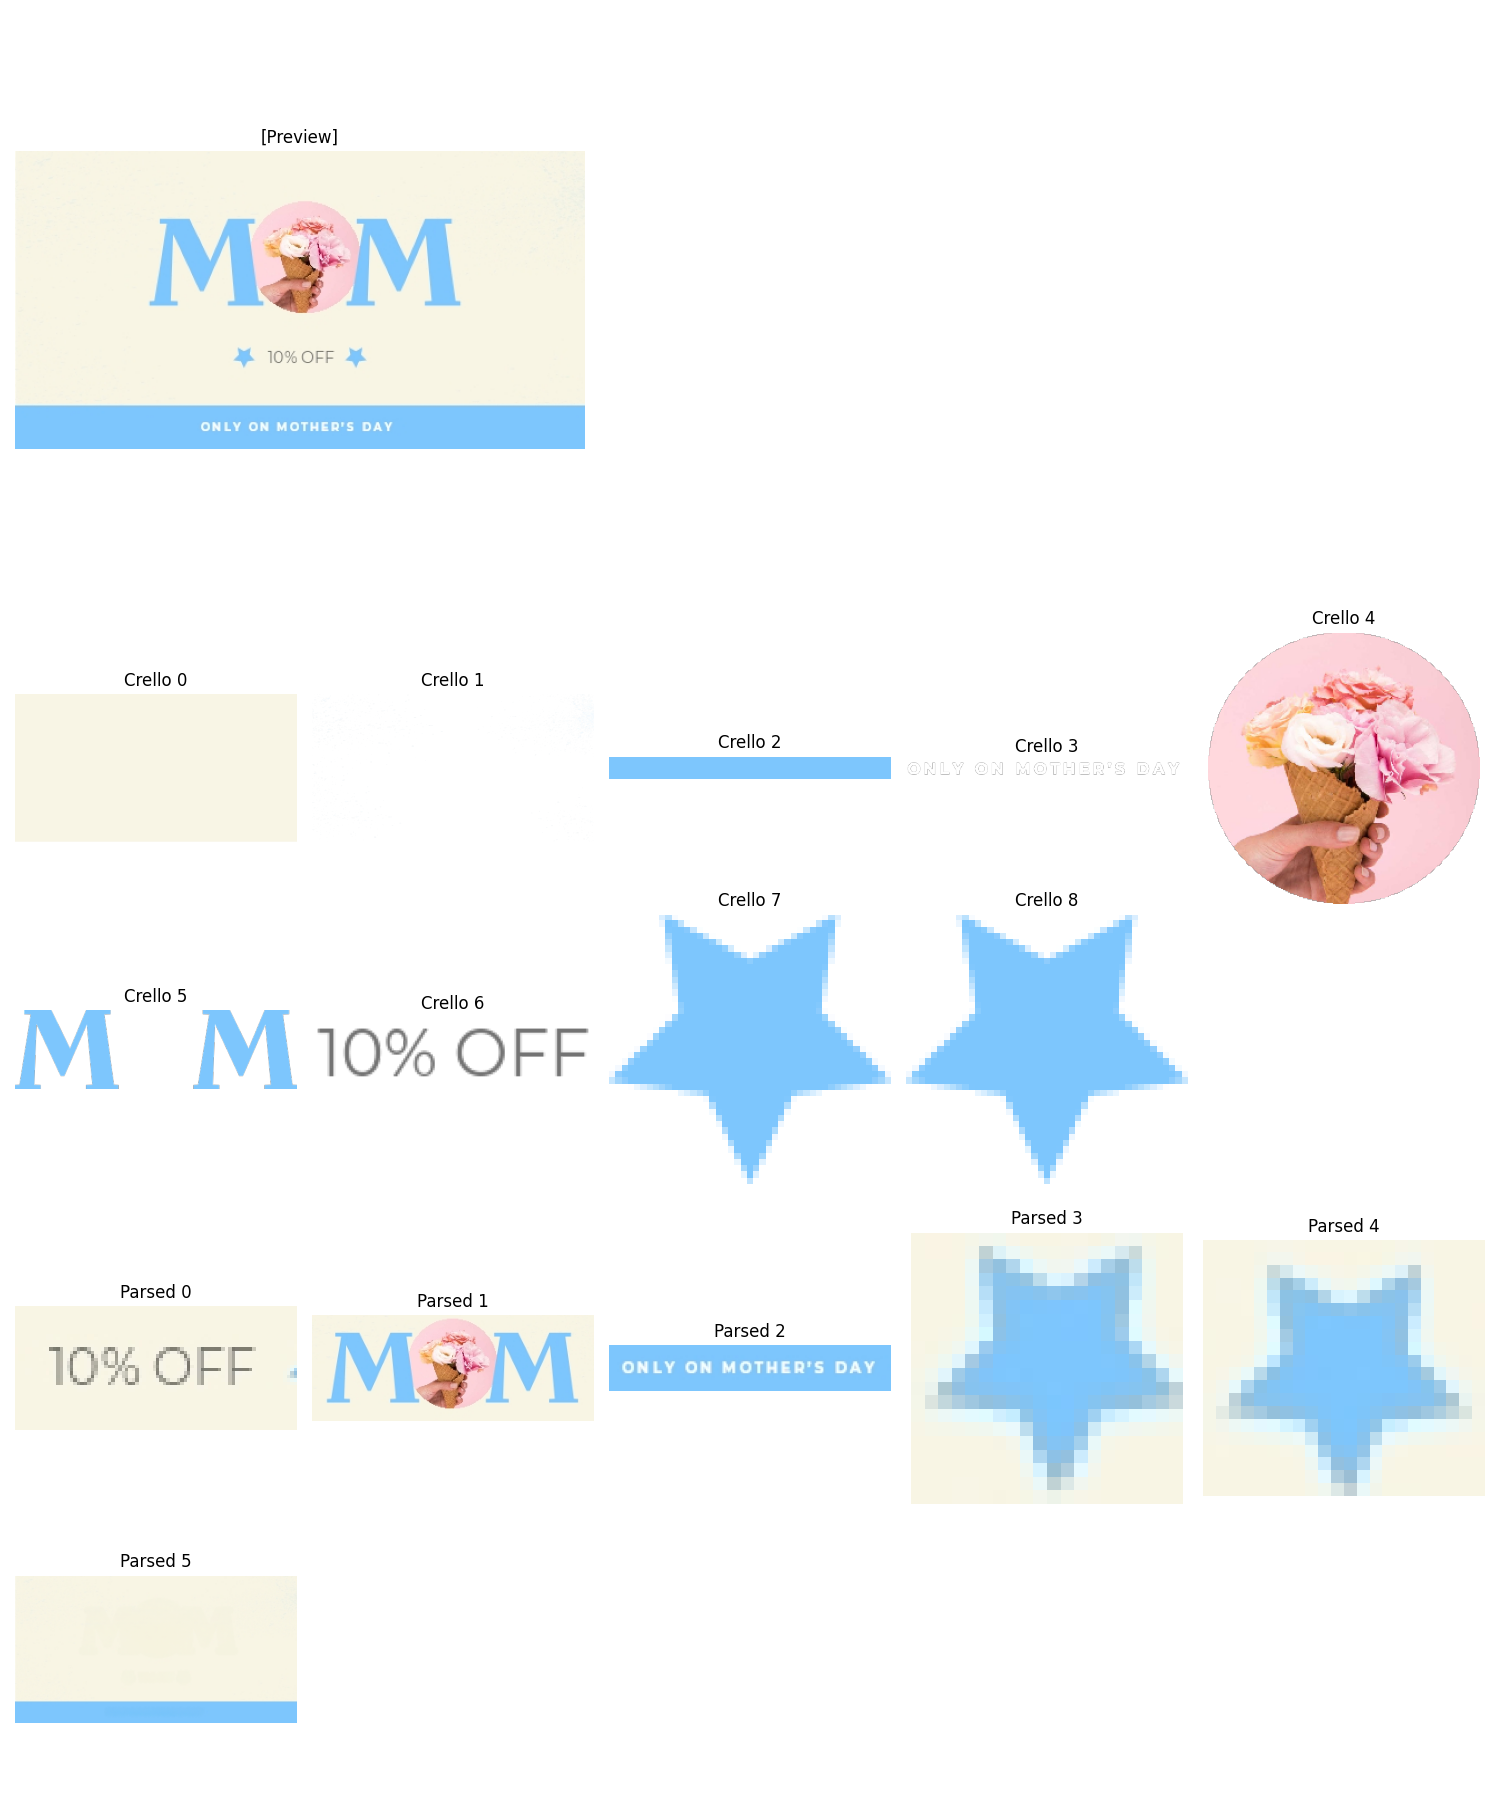 [Preview]
M M
10% OFF
ONLY ON MOTHER'S DAY
Crello 0
Crello 1
Crello 2
Crello 3
ONLY ON MOTHER'S DAY
Crello 4
Crello 5
M M
Crello 6
10% OFF
Crello 7
Crello 8
Parsed 0
10% OFF
Parsed 1
M M
Parsed 2
ONLY ON MOTHER'S DAY
Parsed 3
Parsed 4
Parsed 5